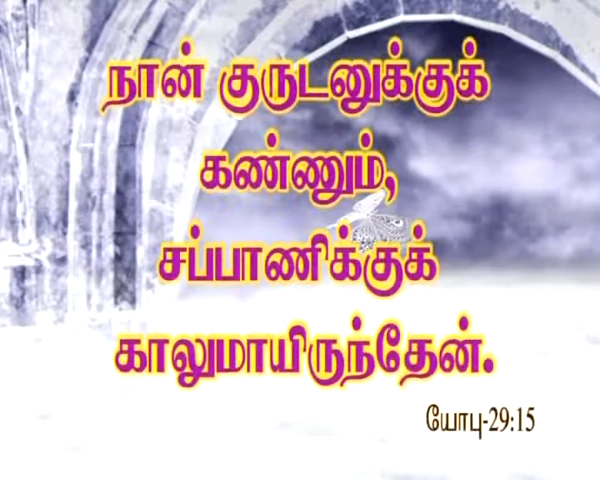 நான் குருடனுக்குக்
கண்ணும்,
சப்பாணிக்குக்
காலுமாயிருந்தேன்.
யோபு-29:15